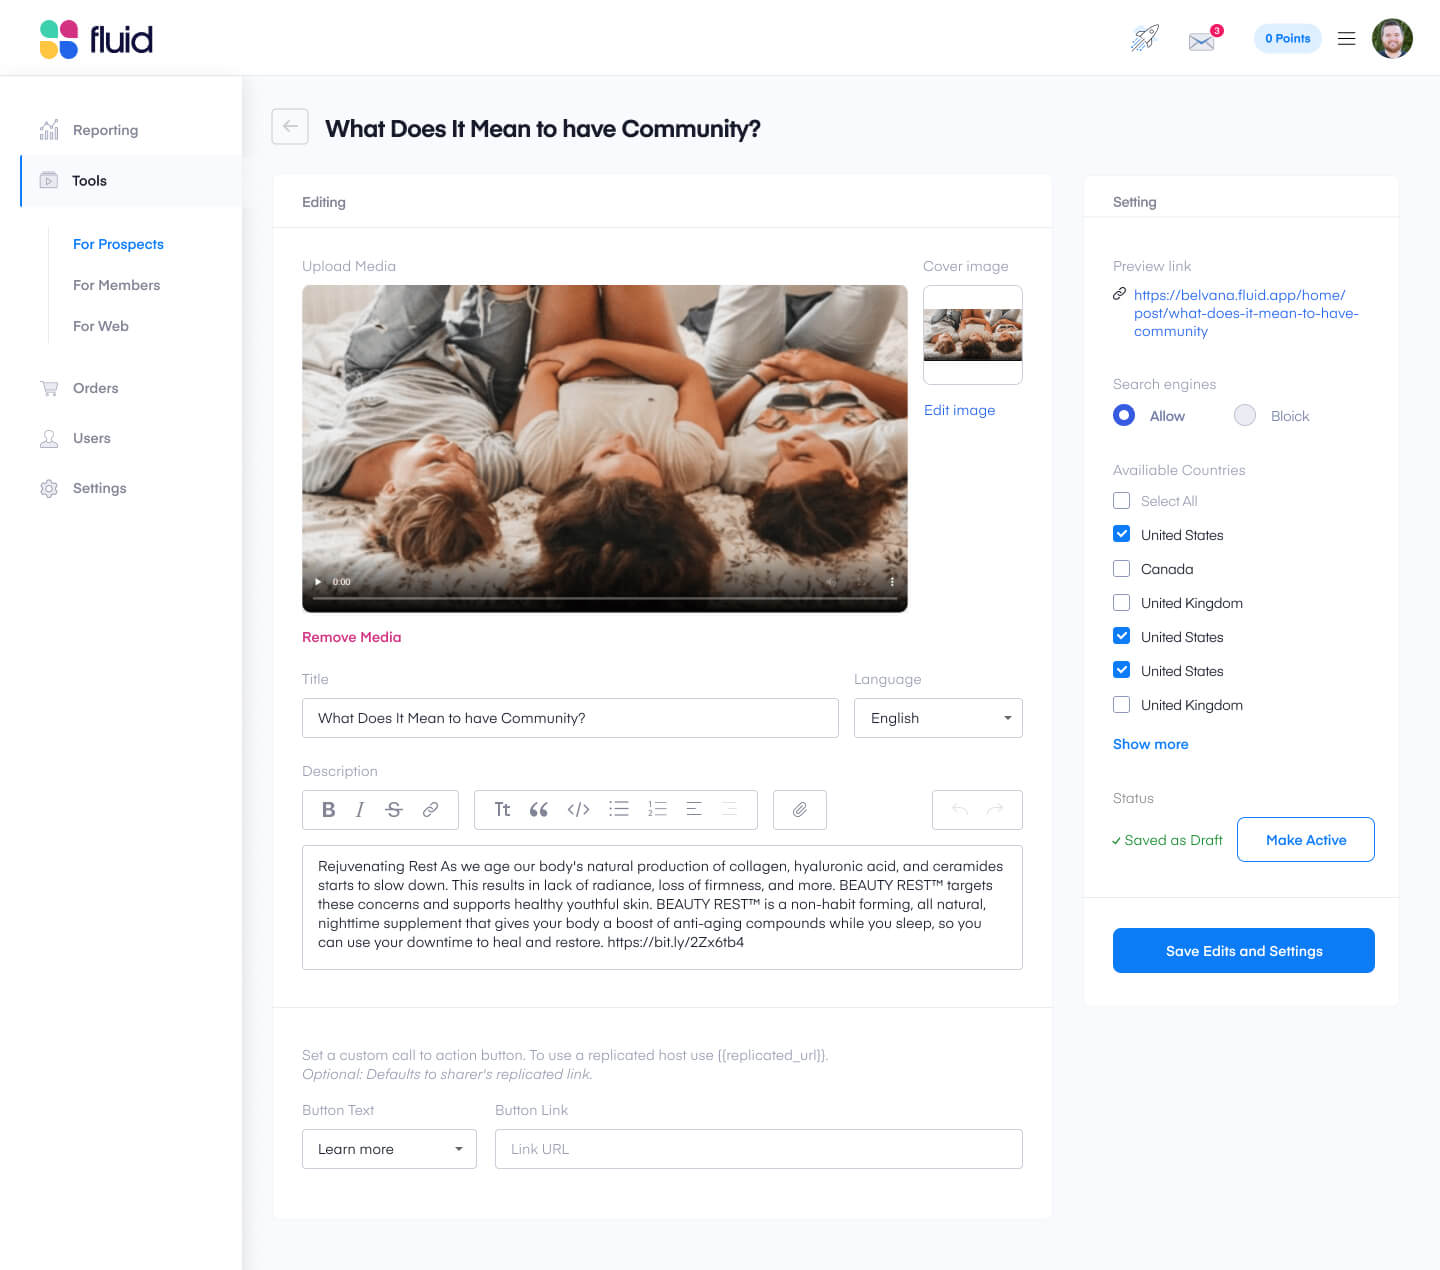 fluid
3
0 Points
Reporting
Tools
For Prospects
For Members
For Web
Orders
Users
Settings
What Does It Mean to have Community?
Editing
Upload Media
Cover image
0:00
Edit image
Remove Media
Title
Language
What Does It Mean to have Community?
English
Description
B I S Tt
Rejuvenating Rest As we age our body's natural production of collagen, hyaluronic acid, and ceramides
starts to slow down. This results in lack of radiance, loss of firmness, and more. BEAUTY REST™ targets
these concerns and supports healthy youthful skin. BEAUTY REST™ is a non-habit forming, all natural,
nighttime supplement that gives your body a boost of anti-aging compounds while you sleep, so you
can use your downtime to heal and restore. https://bit.ly/2Zx6tb4
Set a custom call to action button. To use a replicated host use {{replicated_url}}.
Optional: Defaults to sharer's replicated link.
Button Text
Button Link
Learn more
Link URL
Setting
Preview link
https://belvana.fluid.app/home/
post/what-does-it-mean-to-have-
community
Search engines
Allow
Bloick
Availiable Countries
Select All
United States
Canada
United Kingdom
United States
United States
United Kingdom
Show more
Status
Saved as Draft
Make Active
Save Edits and Settings